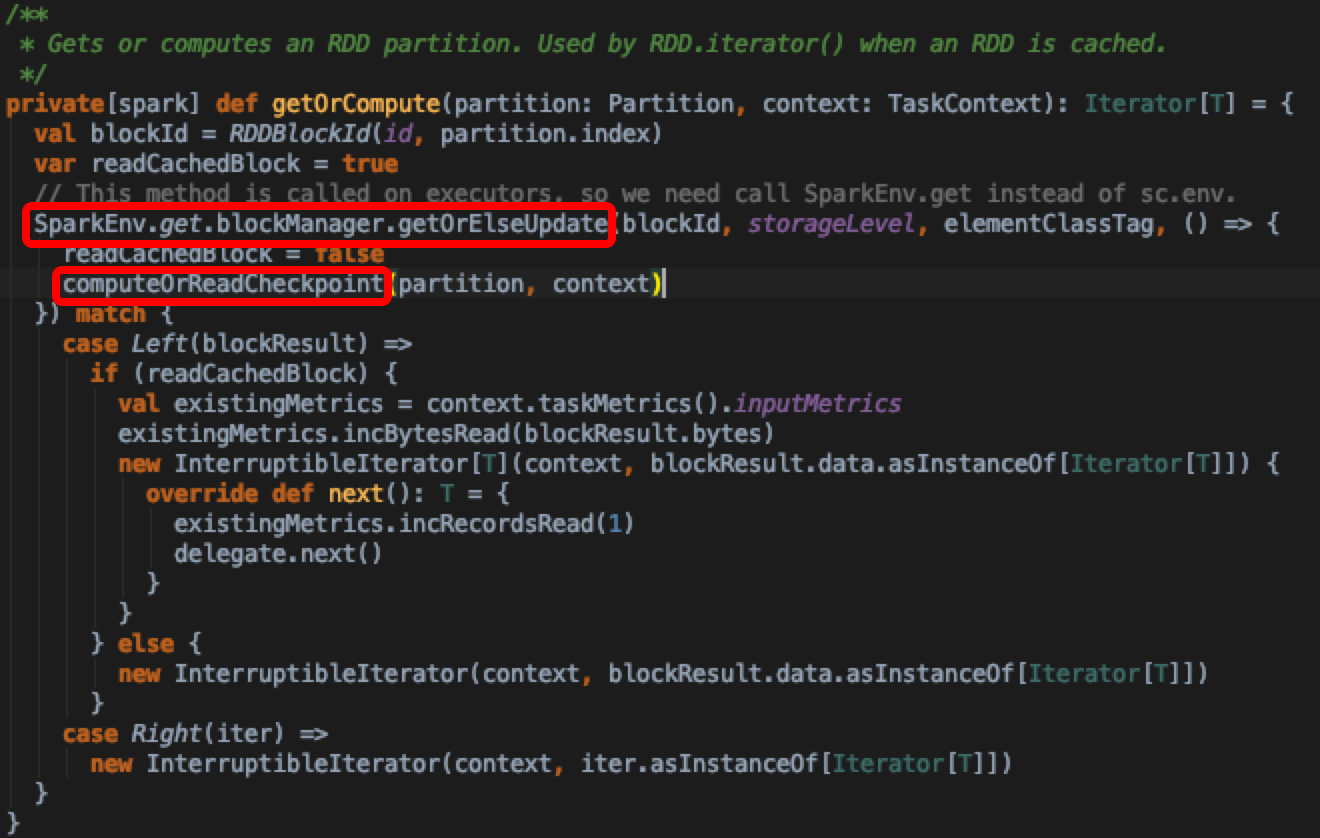 /**
 * Gets or computes an RDD partition. Used by RDD.iterator() when an RDD is cached.
 */
private[spark] def getOrCompute(partition: Partition, context: TaskContext): Iterator[T] = {
  val blockId = RDDBlockId(id, partition.index)
  var readCachedBlock = true
  // This method is called on executors, so we need call SparkEnv.get instead of sc.env.
  SparkEnv.get.blockManager.getOrElseUpdate(blockId, storageLevel, elementClassTag, () => {
    readCachedBlock = false
    computeOrReadCheckpoint(partition, context)
  }) match {
    case Left(blockResult) =>
      if (readCachedBlock) {
        val existingMetrics = context.taskMetrics().inputMetrics
        existingMetrics.incBytesRead(blockResult.bytes)
        new InterruptibleIterator[T](context, blockResult.data.asInstanceOf[Iterator[T]]) {
          override def next(): T = {
            existingMetrics.incRecordsRead(1)
            delegate.next()
          }
        }
      } else {
        new InterruptibleIterator(context, blockResult.data.asInstanceOf[Iterator[T]])
      }
    case Right(iter) =>
      new InterruptibleIterator(context, iter.asInstanceOf[Iterator[T]])
  }
}